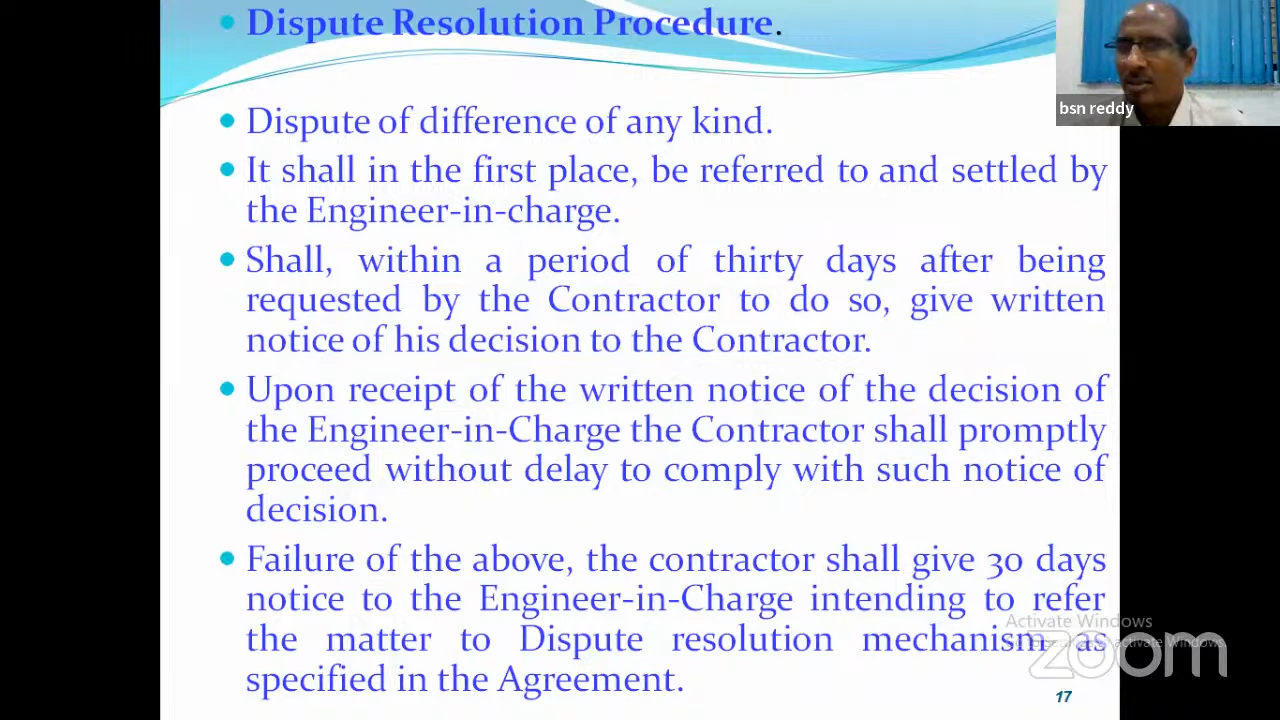 Dispute Resolution Procedure.
bsn reddy
Dispute of difference of any kind.
It shall in the first place, be referred to and settled by
the Engineer-in-charge.
Shall, within a period of thirty days after being
requested by the Contractor to do so, give written
notice of his decision to the Contractor.
Upon receipt of the written notice of the decision of
the Engineer-in-Charge the Contractor shall promptly
proceed without delay to comply with such notice of
decision.
Failure of the above, the contractor shall give 30 days
notice to the Engineer-in-Charge intending to refer
the matter to Dispute resolution mechanism as
specified in the Agreement.
Activate Windows
activate Windows.
zoom
17